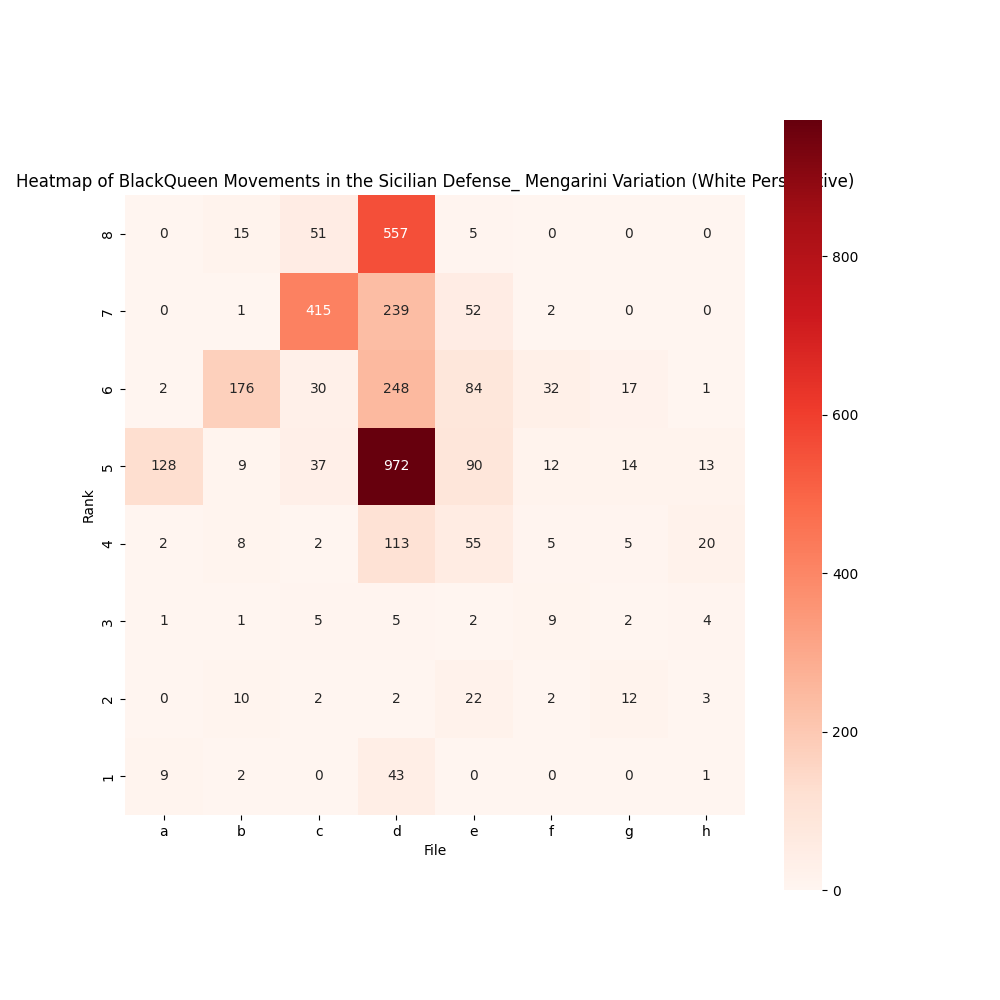 Heatmap of BlackQueen Movements in the Sicilian Defense_ Mengarini Variation (White Perspective)
8 0 15 51 557 5 0 0 0
7 0 1 415 239 52 2 0 0
6 2 176 30 248 84 32 17 1
5 128 9 37 972 90 12 14 13
4 2 8 2 113 55 5 5 20
3 1 1 5 5 2 9 2 4
2 0 10 2 2 22 2 12 3
1 9 2 0 43 0 0 0 1
a b c d e f g h
Rank
File
800
600
400
200
0